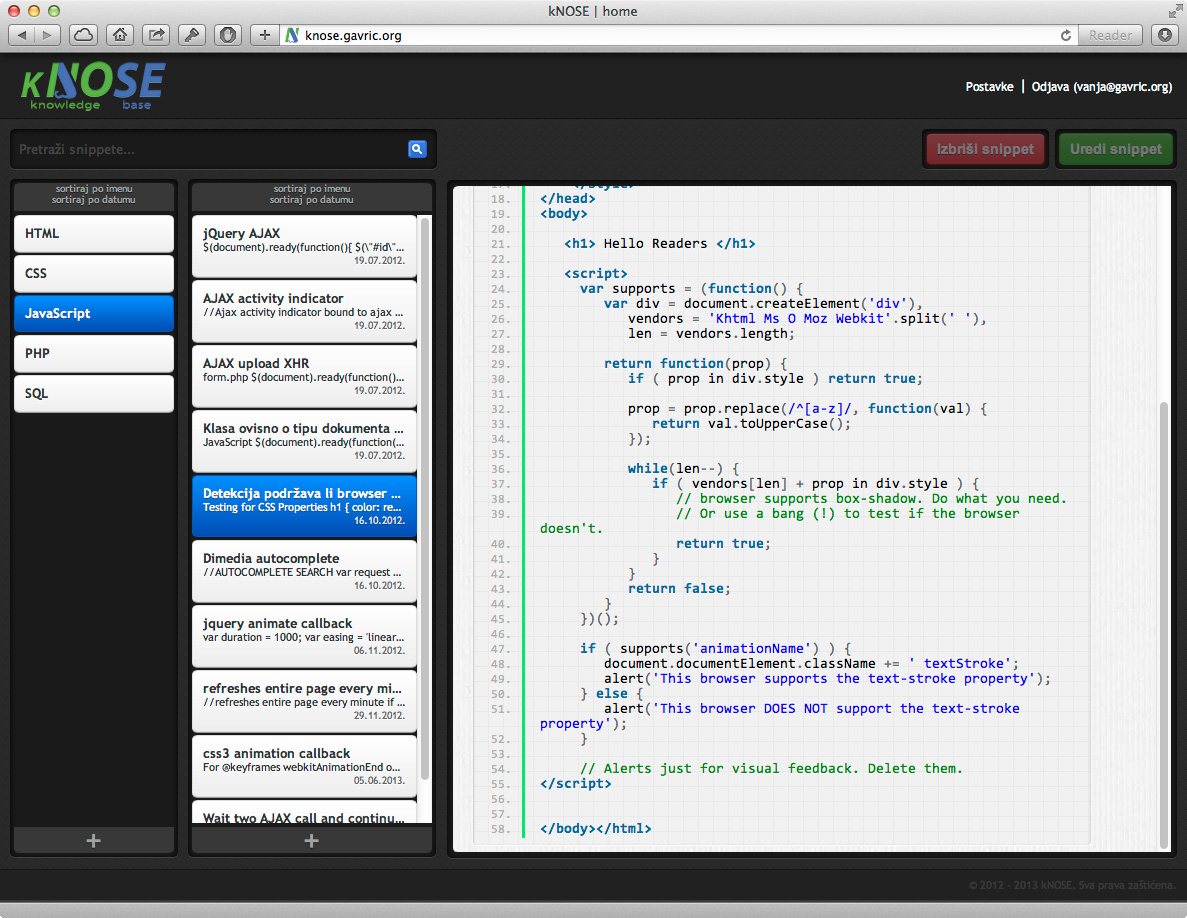 kNOSE | home
knose.gavric.org
Reader
kNOSE
knowledge base
Postavke | Odjava (vanja@gavric.org)
Pretraži snippete...
Izbriši snippet
Uredi snippet
sortiraj po imenu
sortiraj po datumu
HTML
CSS
JavaScript
PHP
SQL
+
sortiraj po imenu
sortiraj po datumu
jQuery AJAX
$(document).ready(function(){ $(\"#id\"...
19.07.2012.
AJAX activity indicator
//Ajax activity indicator bound to ajax ...
19.07.2012.
AJAX upload XHR
form.php $(document).ready(function()...
19.07.2012.
Klasa ovisno o tipu dokumenta ...
JavaScript $(document).ready(function(...
19.07.2012.
Detekcija podržava li browser ...
Testing for CSS Properties h1 { color: re...
16.10.2012.
Dimedia autocomplete
//AUTOCOMPLETE SEARCH var request ...
16.10.2012.
jquery animate callback
var duration = 1000; var easing = 'linear...
06.11.2012.
refreshes entire page every mi...
//refreshes entire page every minute if ...
29.11.2012.
css3 animation callback
For @keyframes webkitAnimationEnd o...
05.06.2013.
Wait two AJAX call and continu...
+
17. </style>
18. </head>
19. <body>
20.
21. <h1> Hello Readers </h1>
22.
23. <script>
24. var supports = (function() {
25. var div = document.createElement('div'),
26. vendors = 'Khtml Ms O Moz Webkit'.split(' '),
27. len = vendors.length;
28.
29. return function(prop) {
30. if ( prop in div.style ) return true;
31.
32. prop = prop.replace(/^[a-z]/, function(val) {
33. return val.toUpperCase();
34. });
35.
36. while(len--) {
37. if ( vendors[len] + prop in div.style ) {
38. // browser supports box-shadow. Do what you need.
39. // Or use a bang (!) to test if the browser
doesn't.
40. return true;
41. }
42. }
43. return false;
44. }
45. })();
46.
47. if ( supports('animationName') ) {
48. document.documentElement.className += ' textStroke';
49. alert('This browser supports the text-stroke property');
50. } else {
51. alert('This browser DOES NOT support the text-stroke
property');
52. }
53.
54. // Alerts just for visual feedback. Delete them.
55. </script>
56.
57.
58. </body></html>
© 2012 - 2013 kNOSE. Sva prava zaštićena.